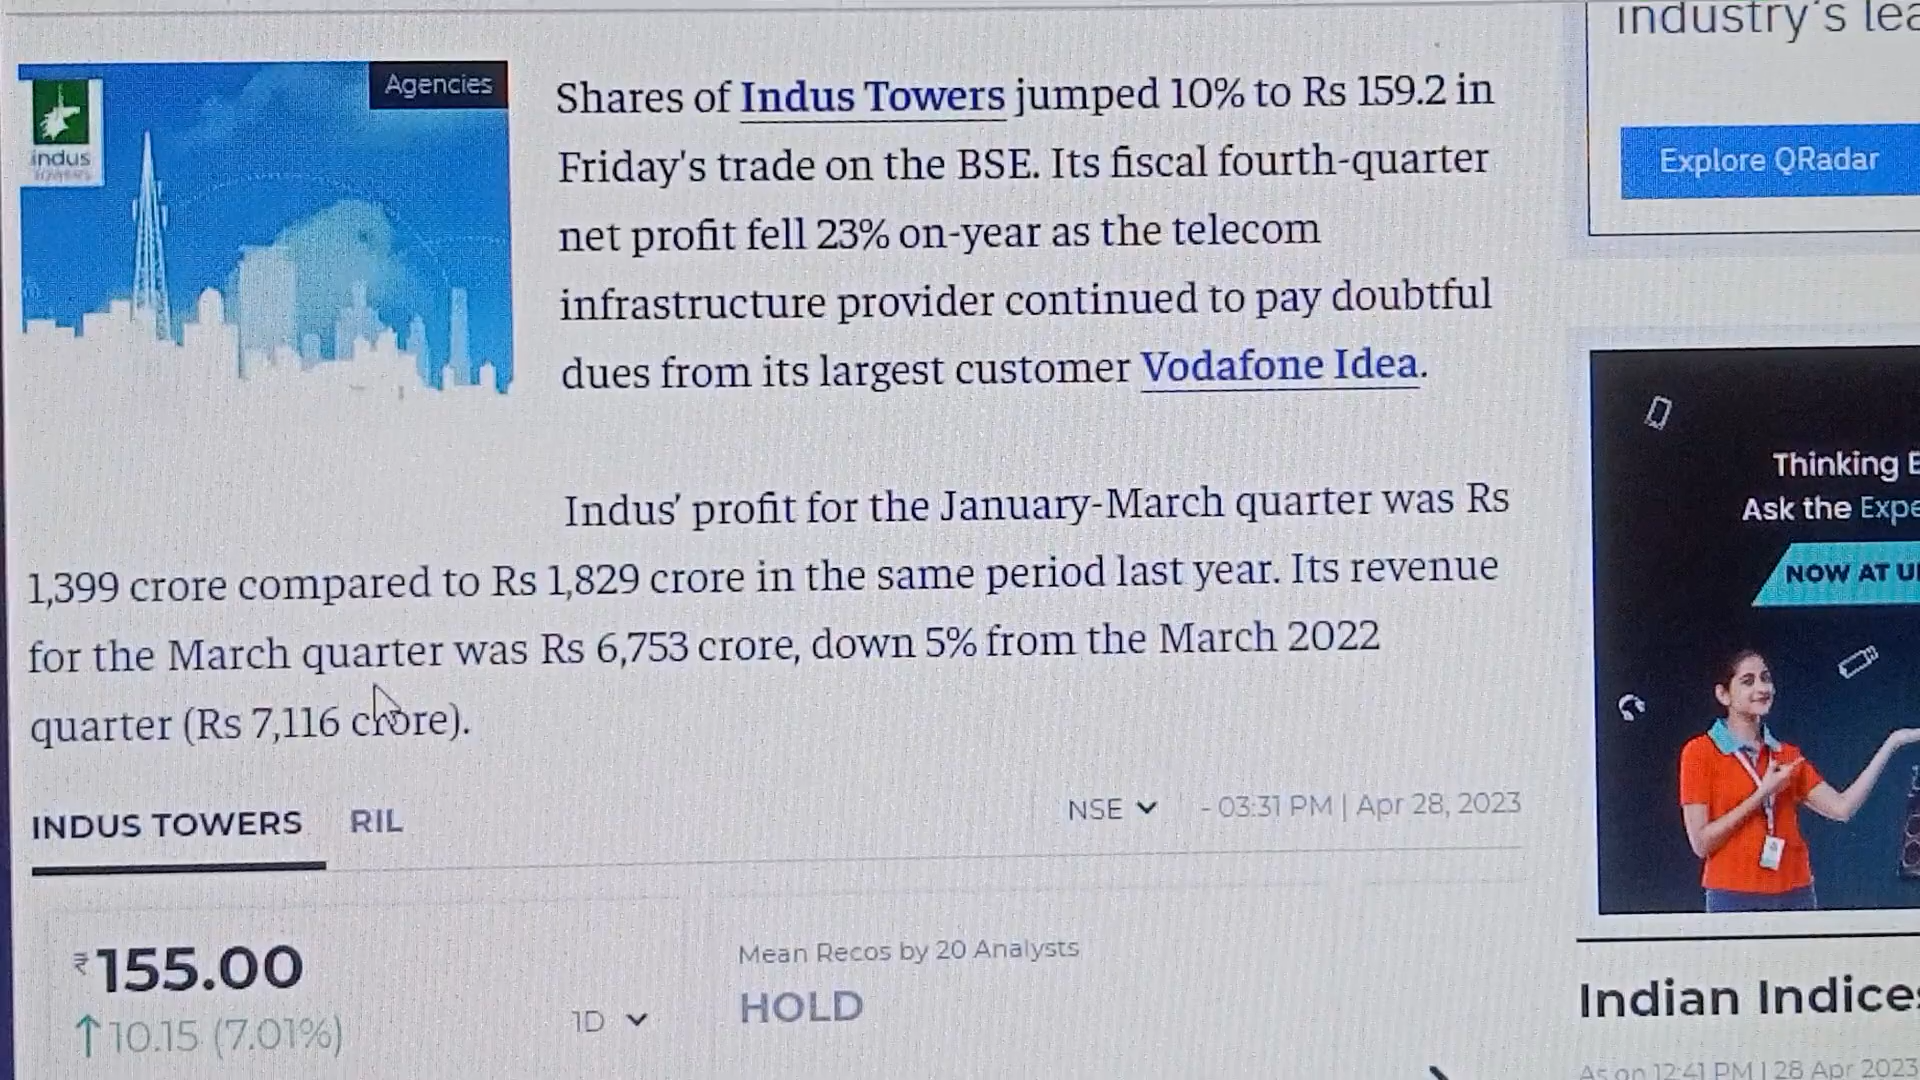 industry's lea
Agencies
indus
TOWERS
Shares of Indus Towers jumped 10% to Rs 159.2 in
Friday's trade on the BSE. Its fiscal fourth-quarter
net profit fell 23% on-year as the telecom
infrastructure provider continued to pay doubtful
dues from its largest customer Vodafone Idea.
Indus' profit for the January-March quarter was Rs
1,399 crore compared to Rs 1,829 crore in the same period last year. Its revenue
for the March quarter was Rs 6,753 crore, down 5% from the March 2022
quarter (Rs 7,116 crore).
INDUS TOWERS RIL
NSE - 03:31 PM | Apr 28, 2023
₹155.00
↑10.15 (7.01%)
1D
Mean Recos by 20 Analysts
HOLD
Explore QRadar
Thinking E
Ask the Expe
NOW AT U
Indian Indices
As on 12:41 PM | 28 Apr 2023